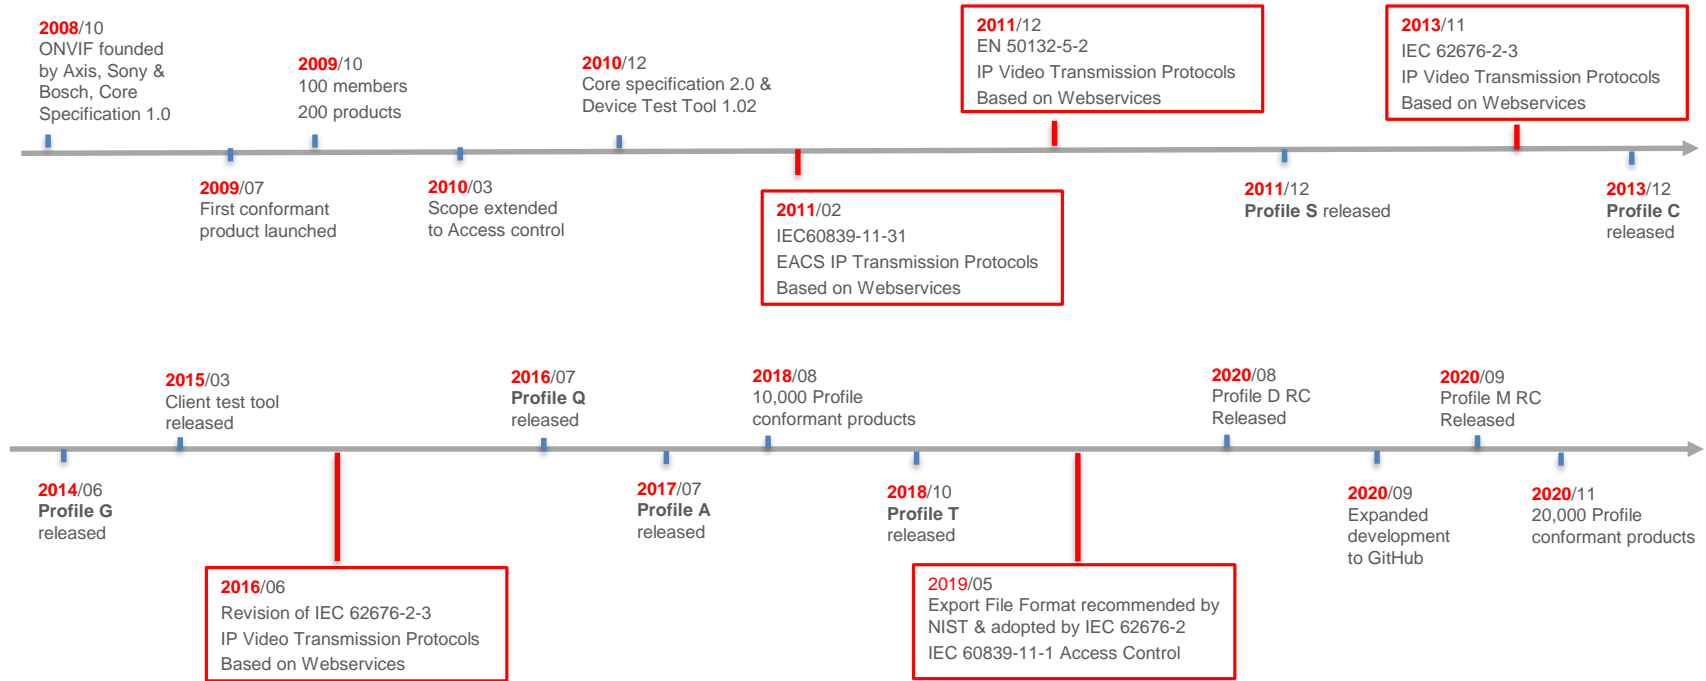 2008/10
ONVIF founded
by Axis, Sony &
Bosch, Core
Specification 1.0
2009/10
100 members
200 products
2010/12
Core specification 2.0 &
Device Test Tool 1.02
2011/12
EN 50132-5-2
IP Video Transmission Protocols
Based on Webservices
2013/11
IEC 62676-2-3
IP Video Transmission Protocols
Based on Webservices
2009/07
First conformant
product launched
2010/03
Scope extended
to Access control
2011/02
IEC60839-11-31
EACS IP Transmission Protocols
Based on Webservices
2011/12
Profile S released
2013/12
Profile C
released
2015/03
Client test tool
released
2016/07
Profile Q
released
2018/08
10,000 Profile
conformant products
2020/08
Profile D RC
Released
2020/09
Profile M RC
Released
2014/06
Profile G
released
2016/06
Revision of IEC 62676-2-3
IP Video Transmission Protocols
Based on Webservices
2017/07
Profile A
released
2018/10
Profile T
released
2019/05
Export File Format recommended by
NIST & adopted by IEC 62676-2
IEC 60839-11-1 Access Control
2020/09
Expanded
development
to GitHub
2020/11
20,000 Profile
conformant products